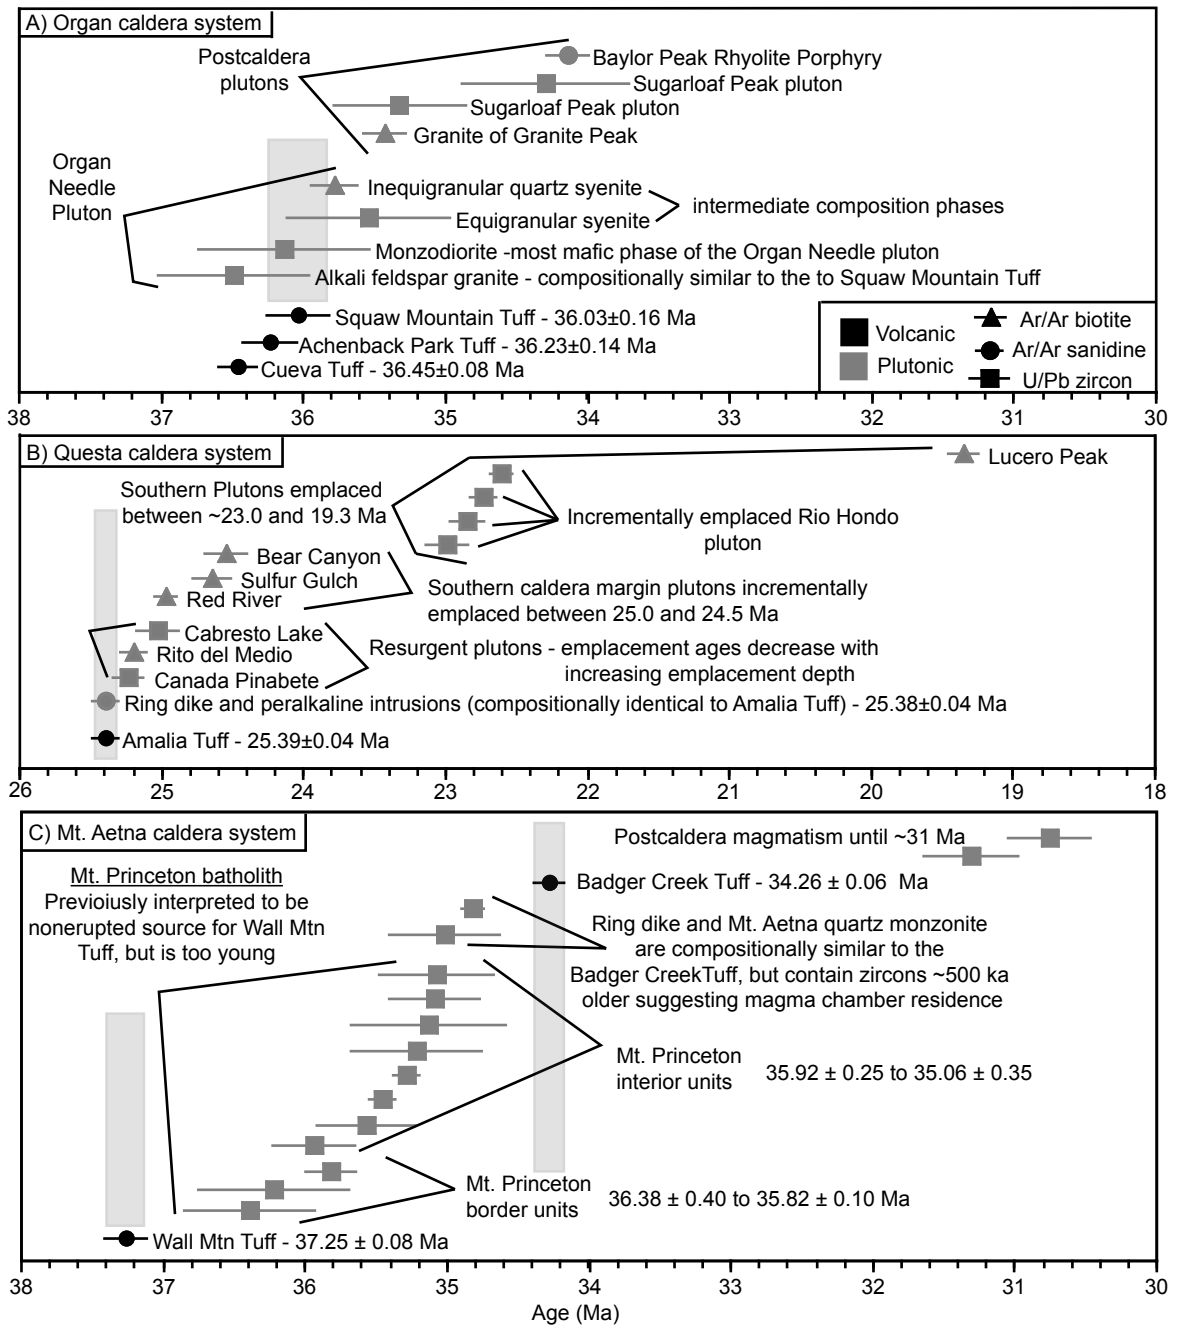 A) Organ caldera system
Postcaldera
plutons
Baylor Peak Rhyolite Porphyry
Sugarloaf Peak pluton
Sugarloaf Peak pluton
Granite of Granite Peak
Organ
Needle
Pluton
Inequigranular quartz syenite
Equigranular syenite
intermediate composition phases
Monzodiorite -most mafic phase of the Organ Needle pluton
Alkali feldspar granite - compositionally similar to the to Squaw Mountain Tuff
Squaw Mountain Tuff - 36.03±0.16 Ma
Achenback Park Tuff - 36.23±0.14 Ma
Cueva Tuff - 36.45±0.08 Ma
Volcanic
Plutonic
Ar/Ar biotite
Ar/Ar sanidine
U/Pb zircon
38 37 36 35 34 33 32 31 30
B) Questa caldera system
Lucero Peak
Southern Plutons emplaced
between ~23.0 and 19.3 Ma
Incrementally emplaced Rio Hondo
pluton
Bear Canyon
Sulfur Gulch
Red River
Southern caldera margin plutons incrementally
emplaced between 25.0 and 24.5 Ma
Cabresto Lake
Rito del Medio
Canada Pinabete
Resurgent plutons - emplacement ages decrease with
increasing emplacement depth
Ring dike and peralkaline intrusions (compositionally identical to Amalia Tuff) - 25.38±0.04 Ma
Amalia Tuff - 25.39±0.04 Ma
26 25 24 23 22 21 20 19 18
C) Mt. Aetna caldera system
Postcaldera magmatism until ~31 Ma
Mt. Princeton batholith
Previoiusly interpreted to be
nonerupted source for Wall Mtn
Tuff, but is too young
Badger Creek Tuff - 34.26 ± 0.06 Ma
Ring dike and Mt. Aetna quartz monzonite
are compositionally similar to the
Badger CreekTuff, but contain zircons ~500 ka
older suggesting magma chamber residence
Mt. Princeton
interior units
35.92 ± 0.25 to 35.06 ± 0.35
Mt. Princeton
border units
36.38 ± 0.40 to 35.82 ± 0.10 Ma
Wall Mtn Tuff - 37.25 ± 0.08 Ma
38 37 36 35 34 33 32 31 30
Age (Ma)